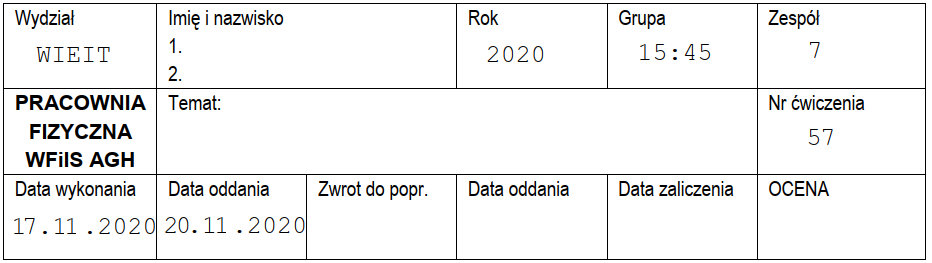 Wydział
WIEIT
Imię i nazwisko
1.
2.
Rok
2020
Grupa
15:45
Zespół
7
PRACOWNIA
FIZYCZNA
WFiIS AGH
Temat:
Nr ćwiczenia
57
Data wykonania
17.11.2020
Data oddania
20.11.2020
Zwrot do popr.
Data oddania
Data zaliczenia
OCENA